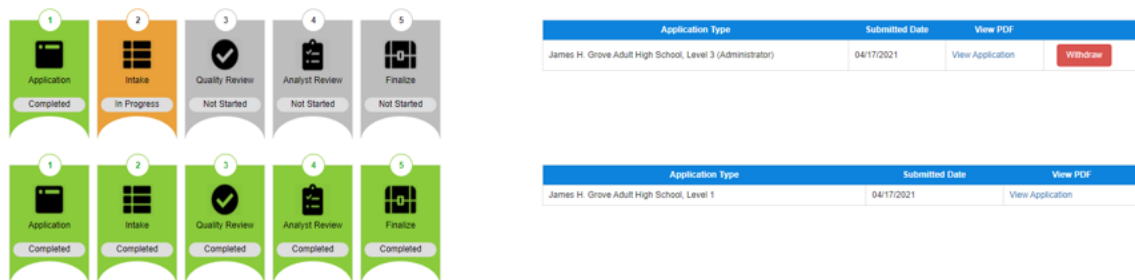 1 2 3 4 5
Application Intake Quality Review Analyst Review Finalize
Completed In Progress Not Started Not Started Not Started
Application Type Submitted Date View PDF
James H. Grove Adult High School, Level 3 (Administrator) 04/17/2021 View Application Withdraw
1 2 3 4 5
Application Intake Quality Review Analyst Review Finalize
Completed Completed Completed Completed Completed
Application Type Submitted Date View PDF
James H. Grove Adult High School, Level 1 04/17/2021 View Application